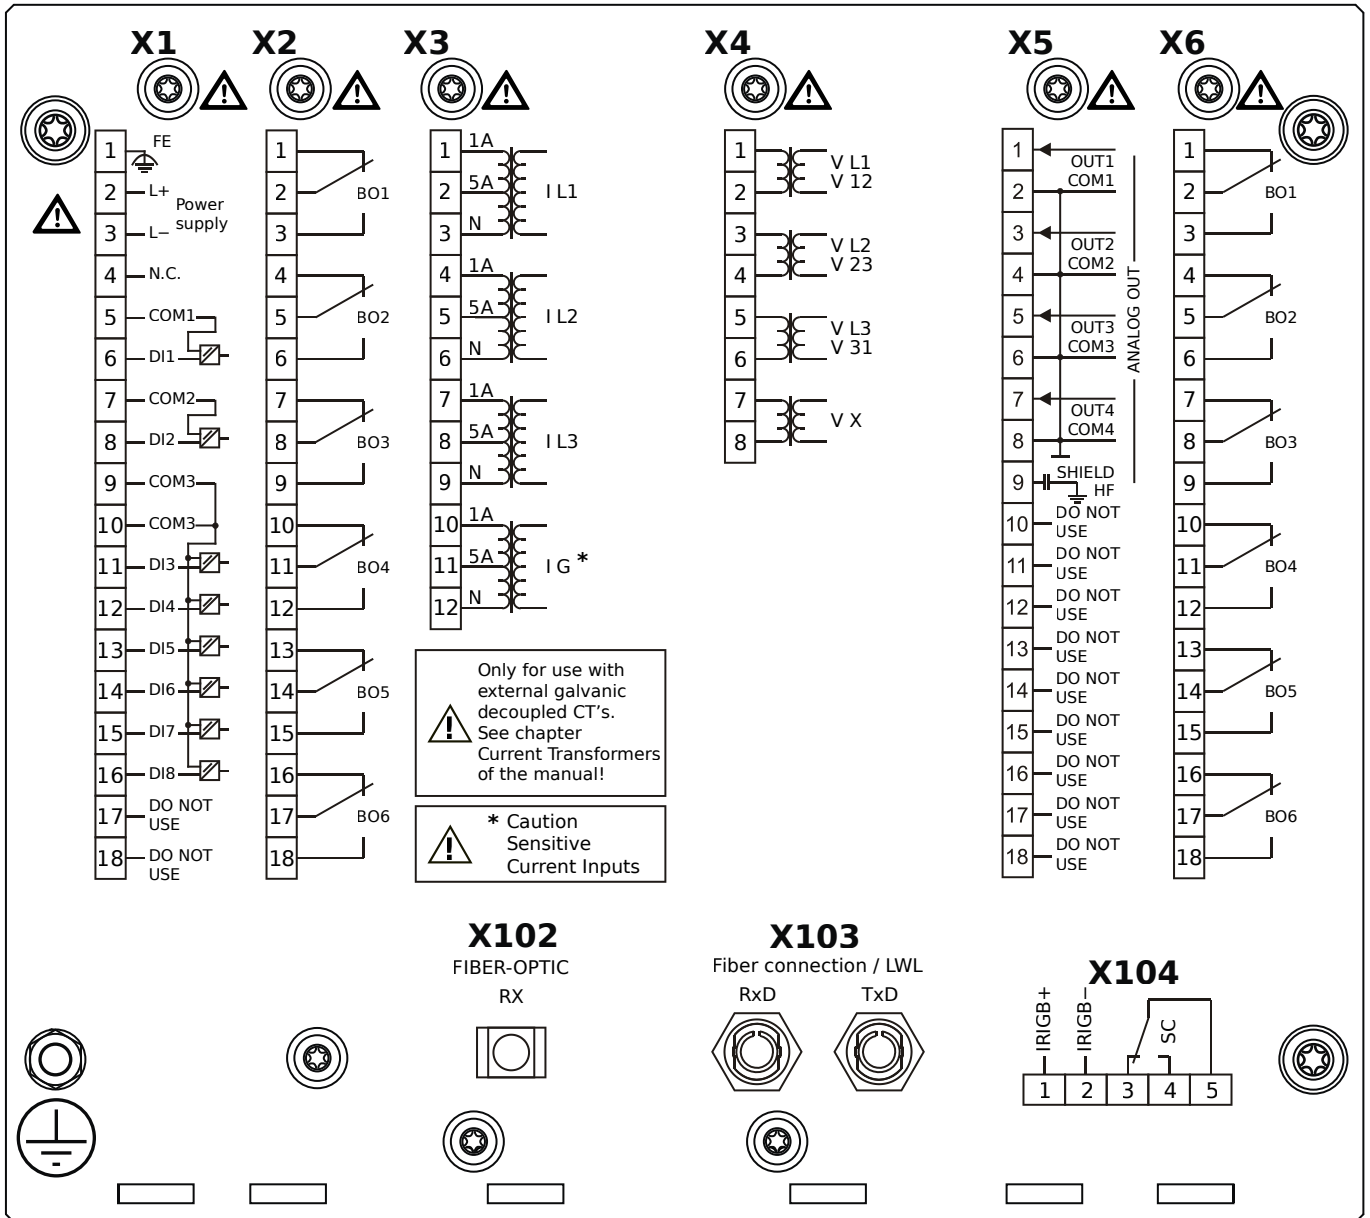 X1 X2 X3 X4 X5 X6
1 FE
2 L+
Power
supply
3 L−
4 N.C.
5 COM1
6 DI1
7 COM2
8 DI2
9 COM3
10 COM3
11 DI3
12 DI4
13 DI5
14 DI6
15 DI7
16 DI8
17 DO NOT
USE
18 DO NOT
USE
1
2 BO1
3
4
5 BO2
6
7
8 BO3
9
10
11 BO4
12
13
14 BO5
15
16
17 BO6
18
1 1A
2 5A I L1
3 N
4 1A
5 5A I L2
6 N
7 1A
8 5A I L3
9 N
10 1A
11 5A I G *
12 N
Only for use with
external galvanic
decoupled CT's.
See chapter
Current Transformers
of the manual!
* Caution
Sensitive
Current Inputs
1 V L1
2 V 12
3 V L2
4 V 23
5 V L3
6 V 31
7 V X
8
1 OUT1
2 COM1
3 OUT2
4 COM2
5 OUT3
6 COM3
7 OUT4
8 COM4
ANALOG OUT
9 SHIELD
HF
10 DO NOT
USE
11 DO NOT
USE
12 DO NOT
USE
13 DO NOT
USE
14 DO NOT
USE
15 DO NOT
USE
16 DO NOT
USE
17 DO NOT
USE
18 DO NOT
USE
1
2 BO1
3
4
5 BO2
6
7
8 BO3
9
10
11 BO4
12
13
14 BO5
15
16
17 BO6
18
X102
FIBER-OPTIC
RX
X103
Fiber connection / LWL
RxD TxD
X104
IRIGB+ IRIGB− SC
1 2 3 4 5